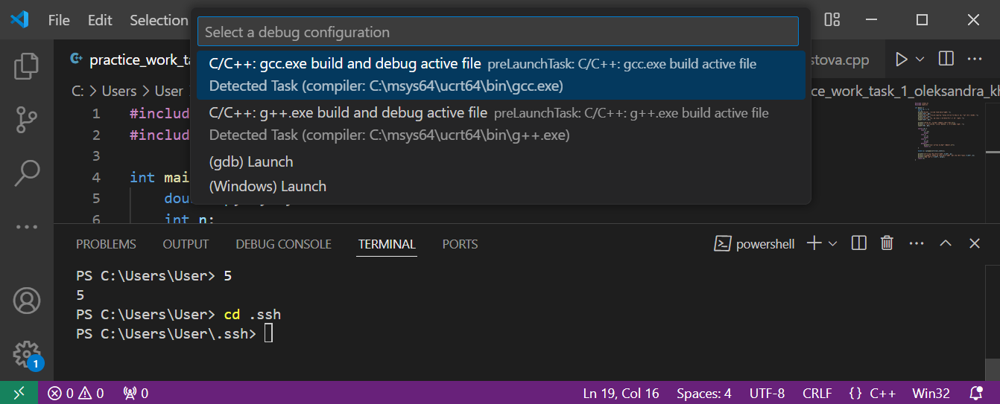 File Edit Selection
Select a debug configuration
C/C++: gcc.exe build and debug active file preLaunchTask: C/C++: gcc.exe build active file
Detected Task (compiler: C:\msys64\ucrt64\bin\gcc.exe)
C/C++: g++.exe build and debug active file preLaunchTask: C/C++: g++.exe build active file
Detected Task (compiler: C:\msys64\ucrt64\bin\g++.exe)
(gdb) Launch
(Windows) Launch
practice_work_ta
stova.cpp
C: > Users > User >
ce_work_task_1_oleksandra_kh
1 #includ
2 #includ
3
4 int mai
5 dou
6 int n;
PROBLEMS OUTPUT DEBUG CONSOLE TERMINAL PORTS
powershell
PS C:\Users\User> 5
5
PS C:\Users\User> cd .ssh
PS C:\Users\User\.ssh>
1
0 0 0 Ln 19, Col 16 Spaces: 4 UTF-8 CRLF {} C++ Win32